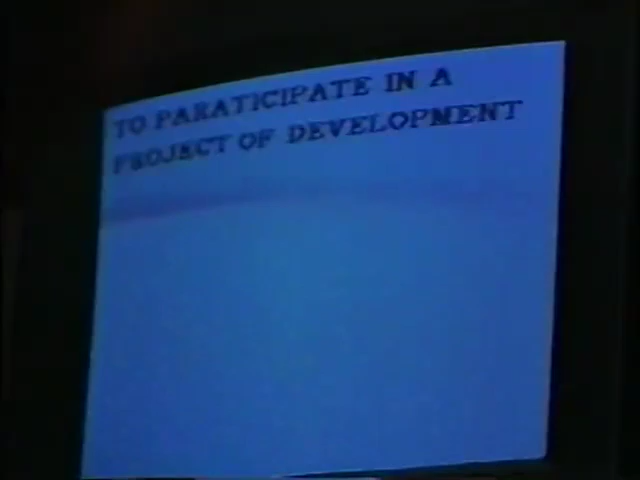 TO PARATICIPATE IN A
PROJECT OF DEVELOPMENT